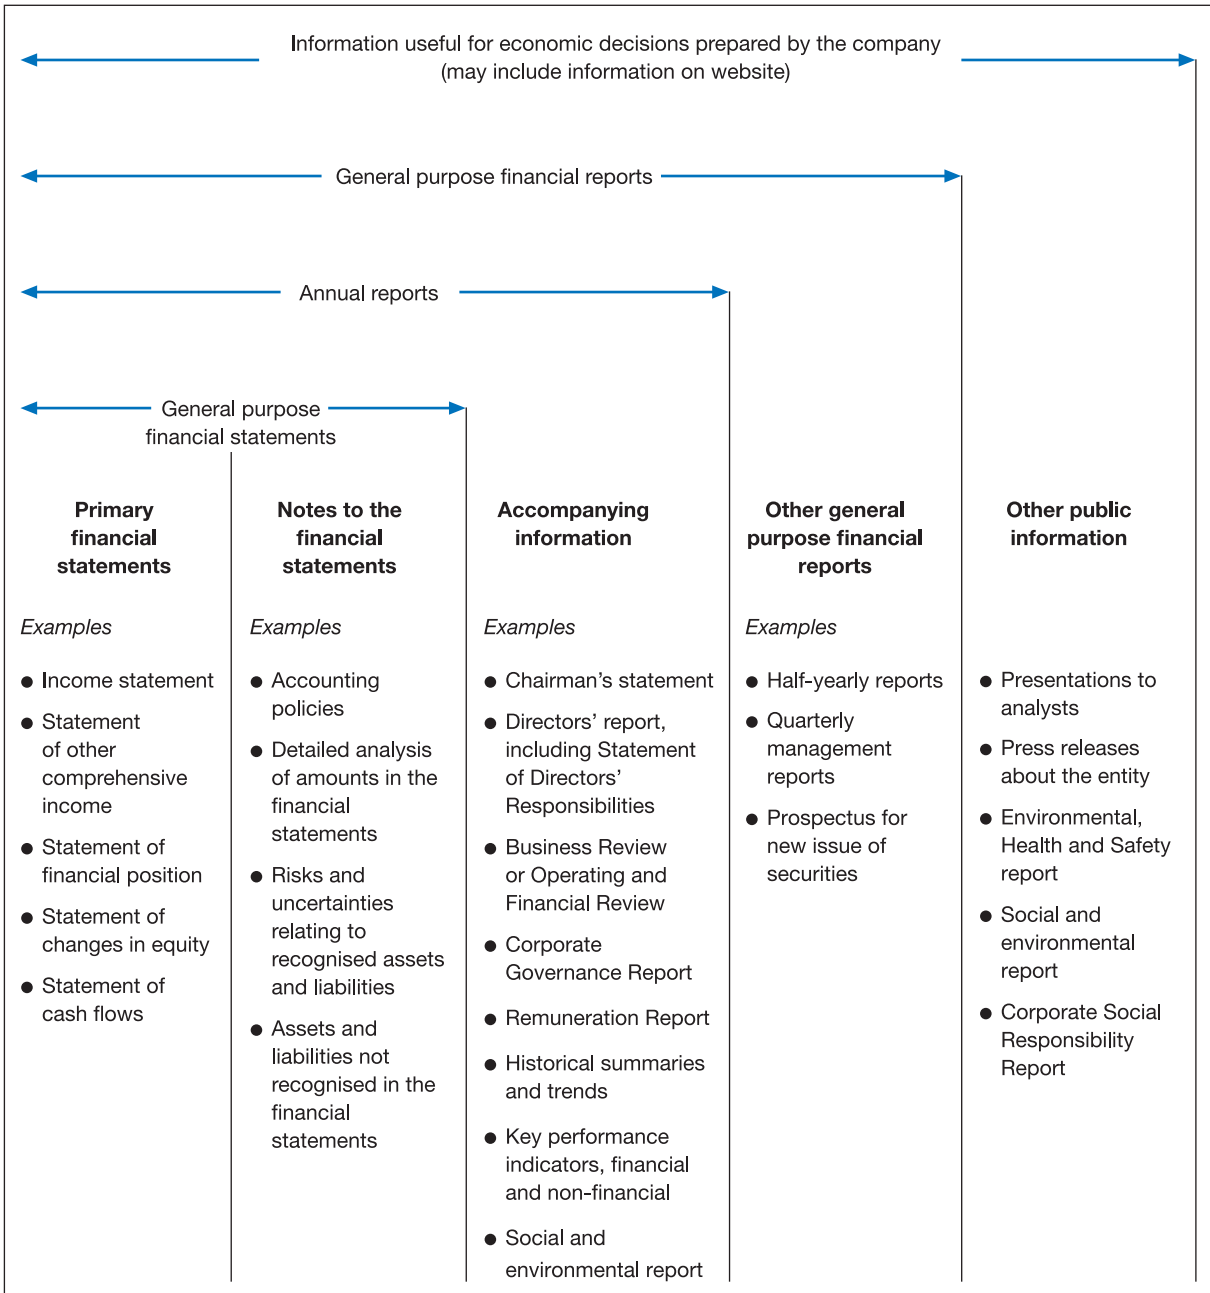 Information useful for economic decisions prepared by the company
(may include information on website)
General purpose financial reports
Annual reports
General purpose
financial statements
Primary
financial
statements
Examples
● Income statement
● Statement
of other
comprehensive
income
● Statement of
financial position
● Statement of
changes in equity
● Statement of
cash flows
Notes to the
financial
statements
Examples
● Accounting
policies
● Detailed analysis
of amounts in the
financial
statements
● Risks and
uncertainties
relating to
recognised assets
and liabilities
● Assets and
liabilities not
recognised in the
financial
statements
Accompanying
information
Examples
● Chairman’s statement
● Directors’ report,
including Statement
of Directors’
Responsibilities
● Business Review
or Operating and
Financial Review
● Corporate
Governance Report
● Remuneration Report
● Historical summaries
and trends
● Key performance
indicators, financial
and non-financial
● Social and
environmental report
Other general
purpose financial
reports
Examples
● Half-yearly reports
● Quarterly
management
reports
● Prospectus for
new issue of
securities
Other public
information
● Presentations to
analysts
● Press releases
about the entity
● Environmental,
Health and Safety
report
● Social and
environmental
report
● Corporate Social
Responsibility
Report